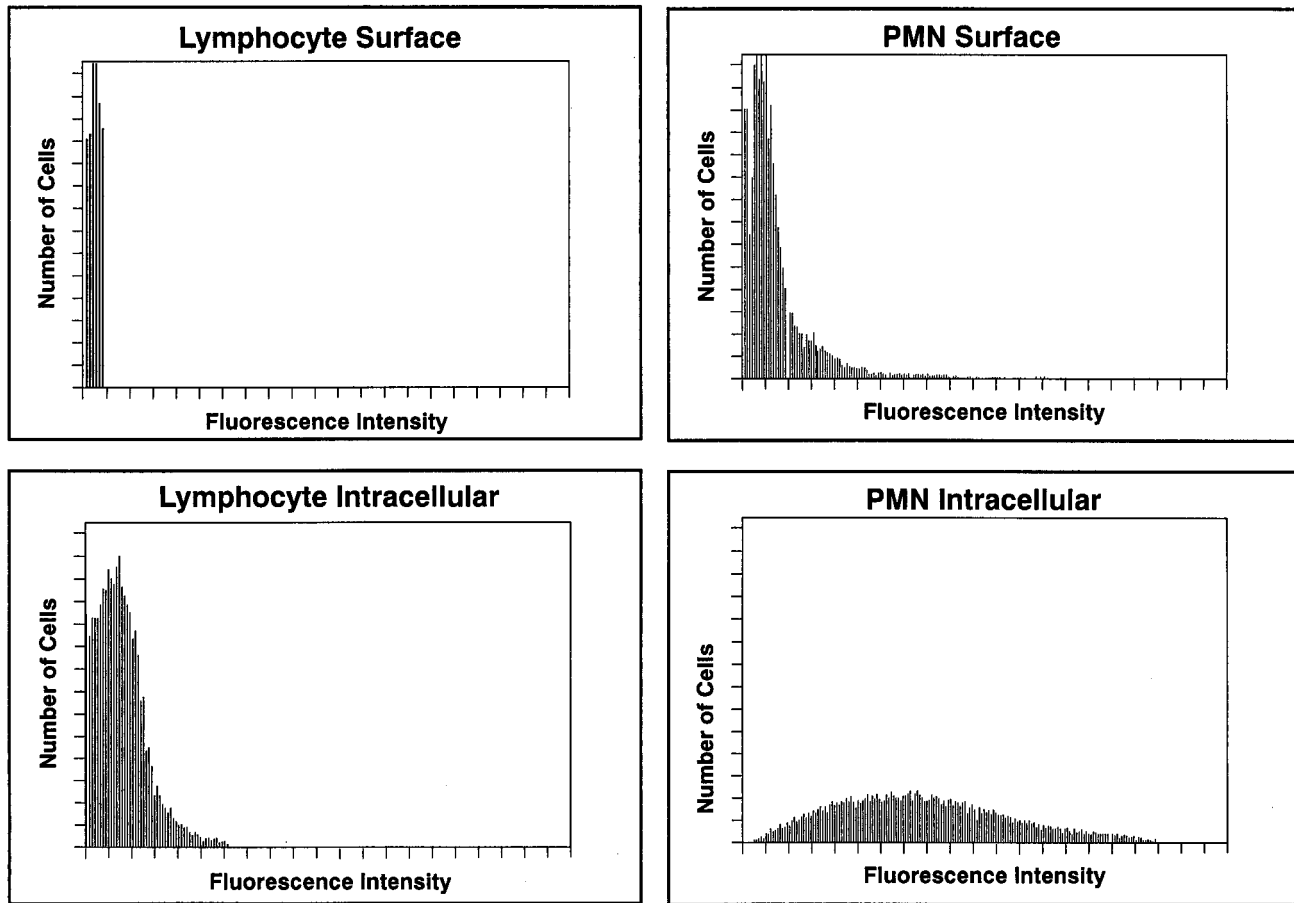 Lymphocyte Surface
Number of Cells
Fluorescence Intensity
PMN Surface
Number of Cells
Fluorescence Intensity
Lymphocyte Intracellular
Number of Cells
Fluorescence Intensity
PMN Intracellular
Number of Cells
Fluorescence Intensity